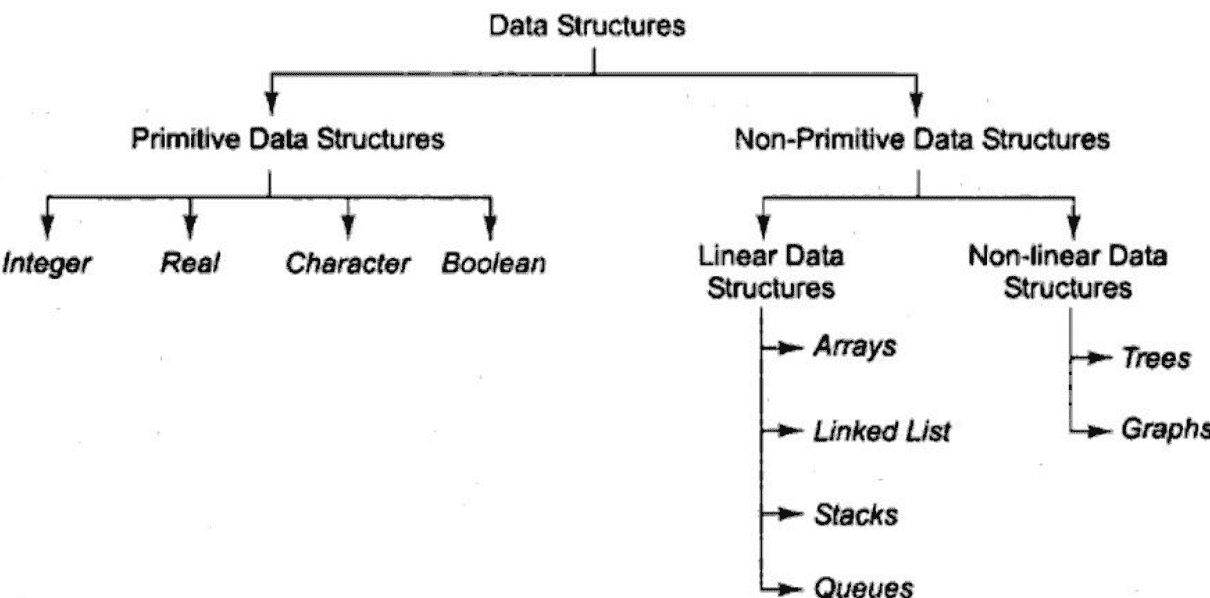 Data Structures
Primitive Data Structures
Non-Primitive Data Structures
Integer
Real
Character
Boolean
Linear Data
Structures
Non-linear Data
Structures
Arrays
Linked List
Stacks
Queues
Trees
Graphs